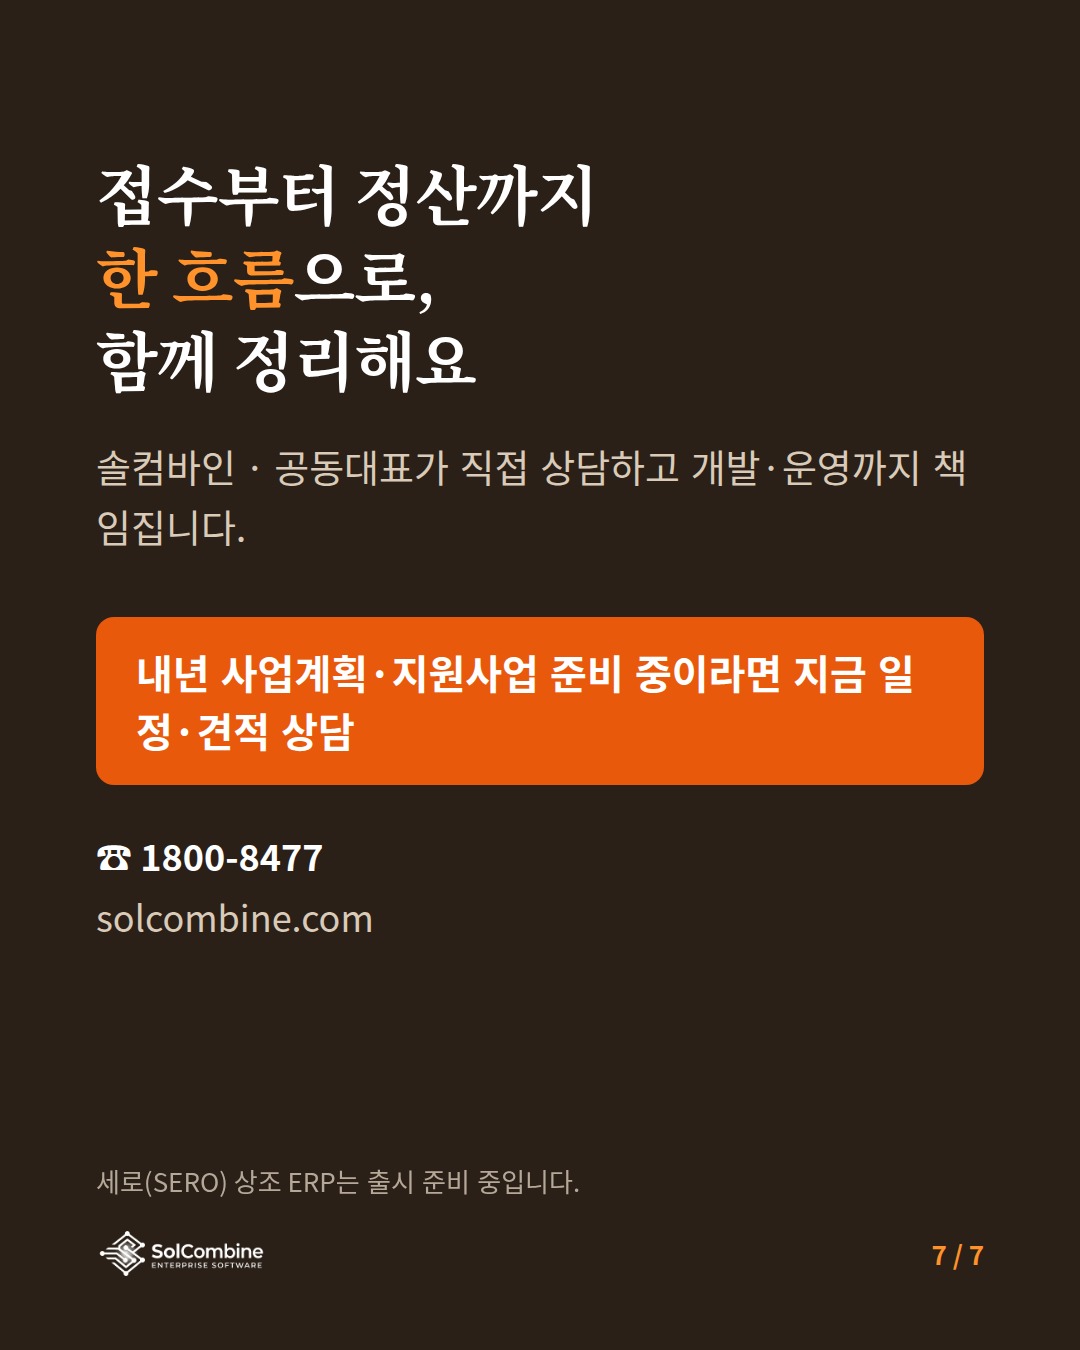 접수부터 정산까지
한 흐름으로,
함께 정리해요
솔컴바인 · 공동대표가 직접 상담하고 개발·운영까지 책
임집니다.
내년 사업계획·지원사업 준비 중이라면 지금 일
정·견적 상담
☎ 1800-8477
solcombine.com
세로(SERO) 상조 ERP는 출시 준비 중입니다.
SolCombine
ENTERPRISE SOFTWARE
7 / 7